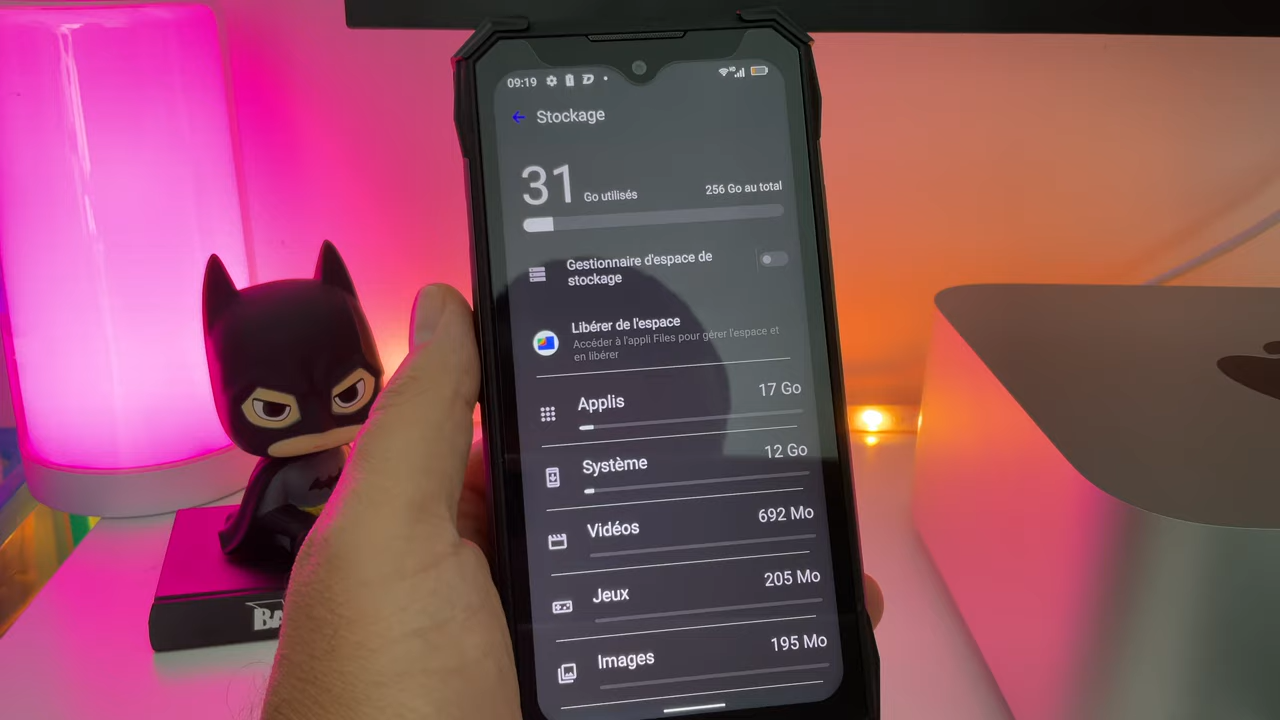 09:19
Stockage
31 Go utilisés 256 Go au total
Gestionnaire d'espace de
stockage
Libérer de l'espace
Accéder à l'appli Files pour gérer l'espace et
en libérer
Applis 17 Go
Système 12 Go
Vidéos 692 Mo
Jeux 205 Mo
Images 195 Mo
BA